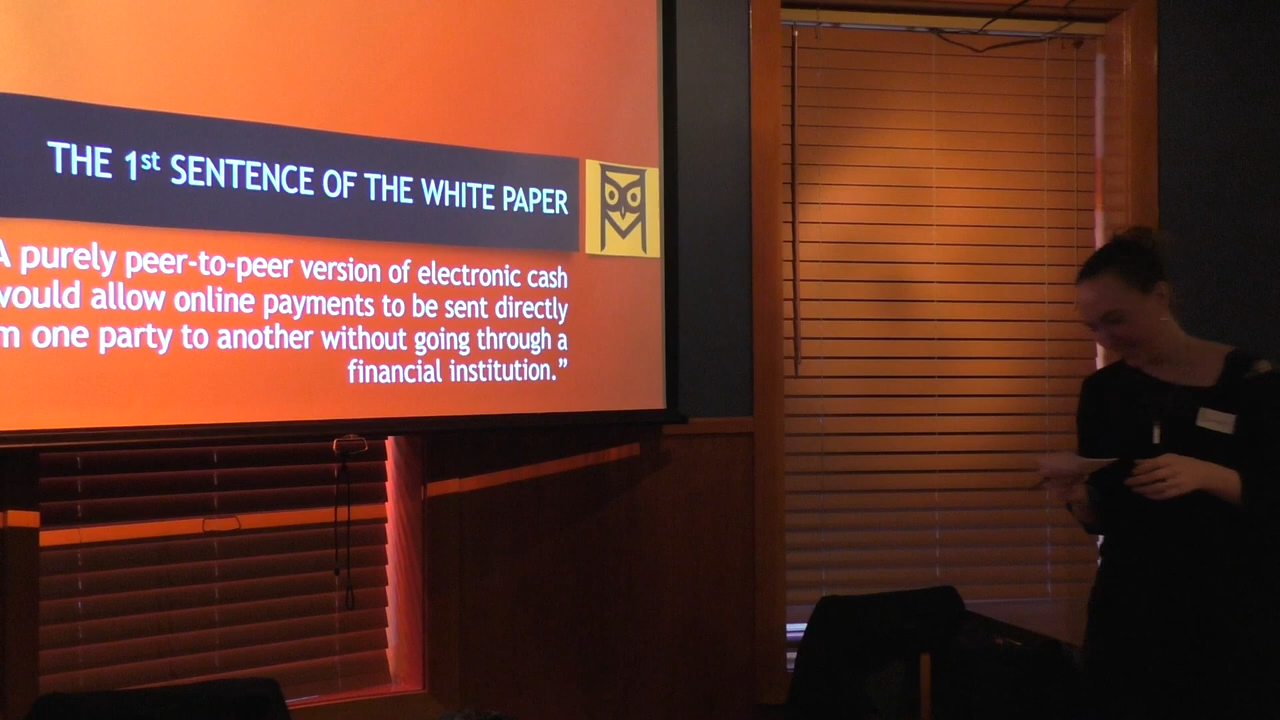 THE 1st SENTENCE OF THE WHITE PAPER
A purely peer-to-peer version of electronic cash
would allow online payments to be sent directly
m one party to another without going through a
financial institution.”